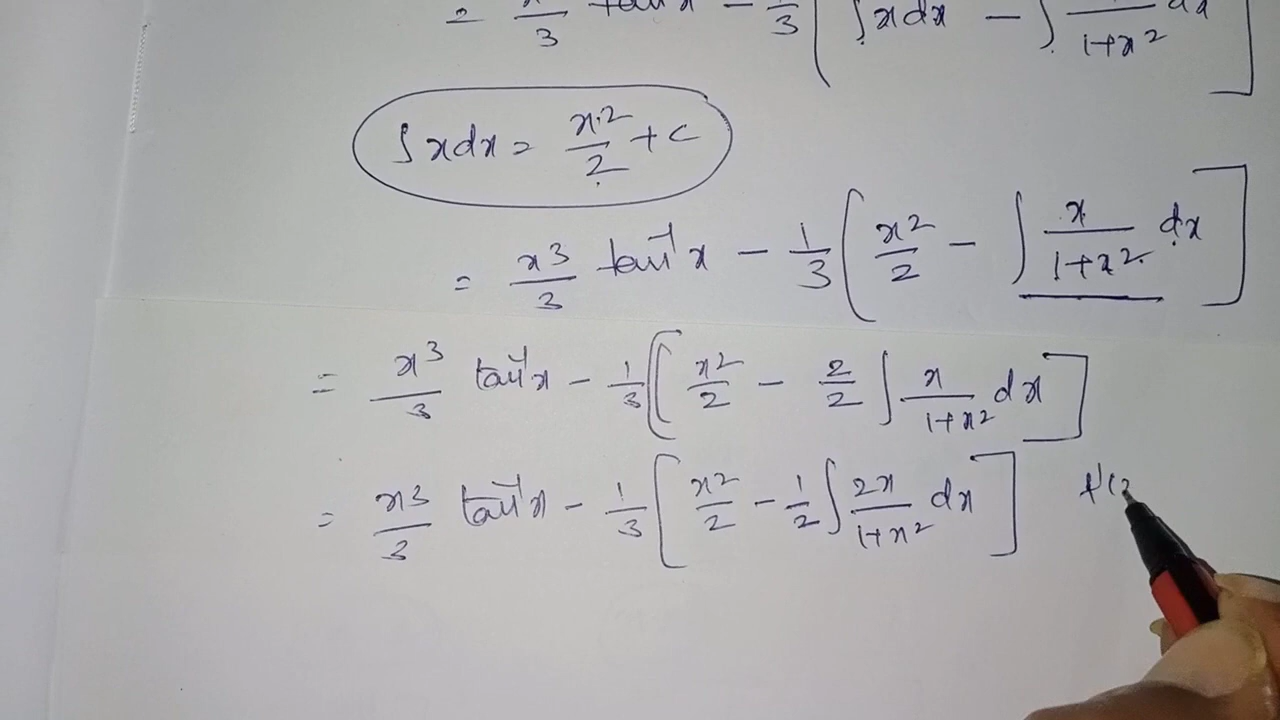 = x³/3 tan⁻¹x - 1/3 [ ∫xdx - ∫ x/1+x² dx ]
∫xdx = x²/2 + c
= x³/3 tan⁻¹x - 1/3 [ x²/2 - ∫ x/1+x² dx ]
= x³/3 tan⁻¹x - 1/3 [ x²/2 - 2/2 ∫ x/1+x² dx ]
= x³/3 tan⁻¹x - 1/3 [ x²/2 - 1/2 ∫ 2x/1+x² dx ] f'(